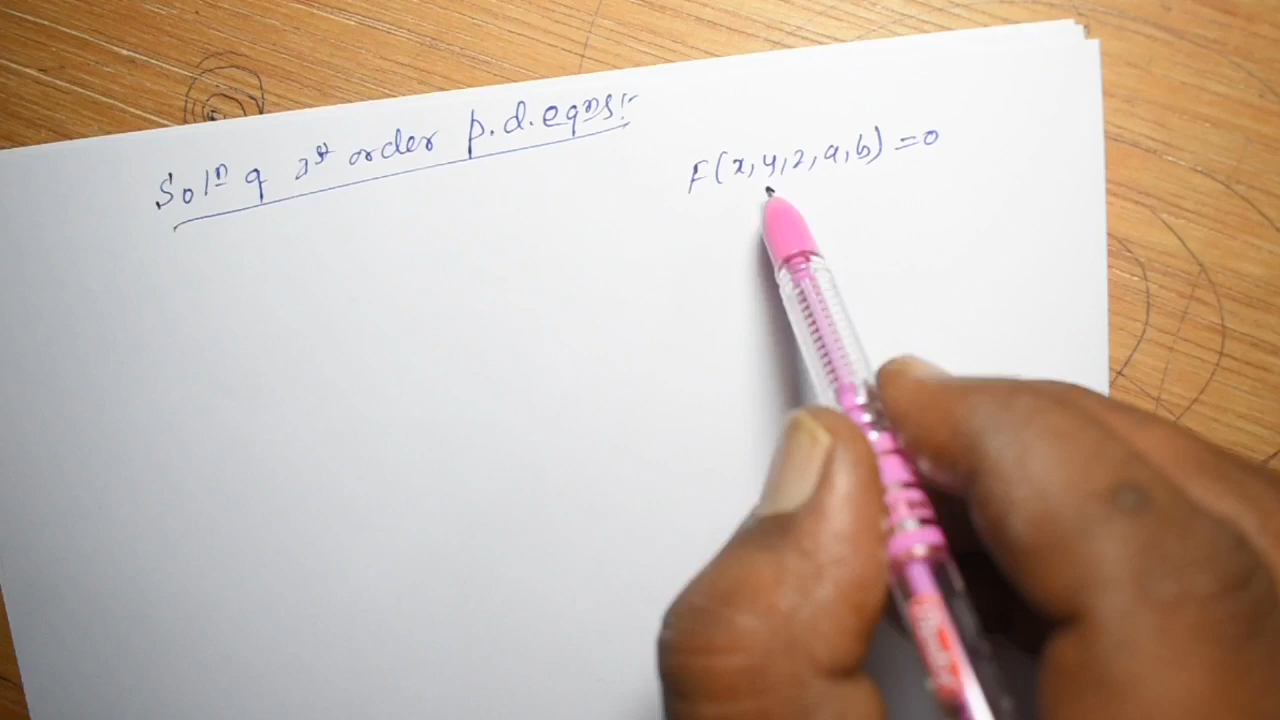 Solⁿ of 1st order p.d.eqⁿs:-
F(x,y,z,a,b) = 0